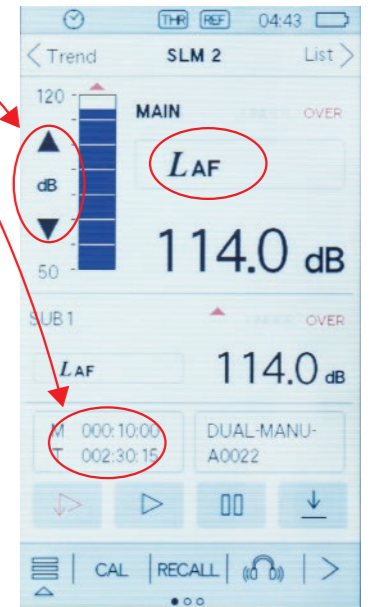 THR REF 04:43
< Trend SLM 2 List >
120
MAIN OVER
LAF
dB
114.0 dB
50
SUB 1 OVER
LAF 114.0 dB
M 000:10:00
T 002:30:15
DUAL-MANU-
A0022
CAL RECALL >